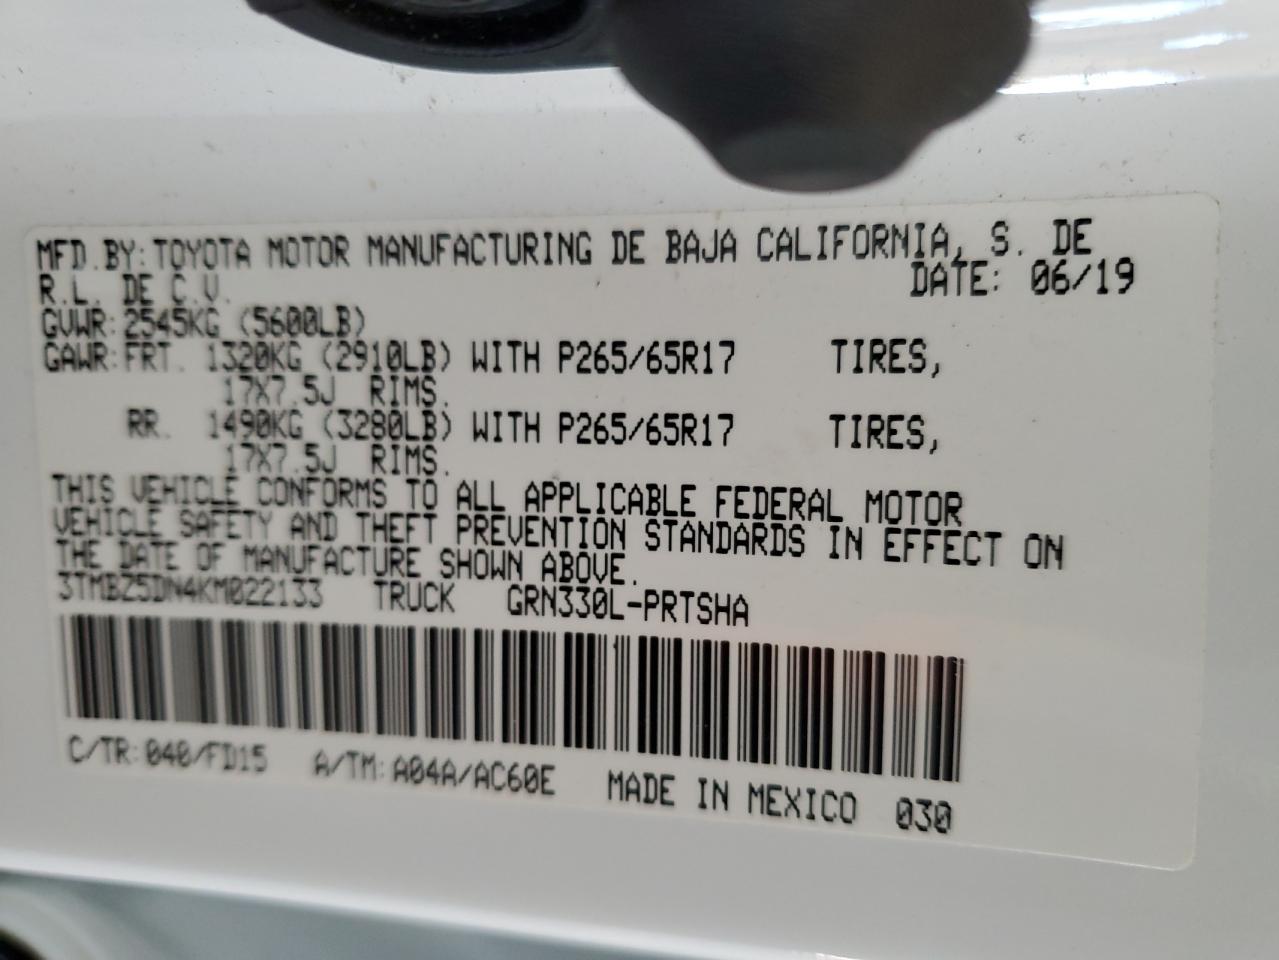 MFD.BY: TOYOTA MOTOR MANUFACTURING DE BAJA CALIFORNIA, S. DE
R.L. DE C.V. DATE: 06/19
GVWR: 2545KG (5600LB)
GAWR: FRT. 1320KG (2910LB) WITH P265/65R17 TIRES,
17X7.5J RIMS.
RR. 1490KG (3280LB) WITH P265/65R17 TIRES,
17X7.5J RIMS.
THIS VEHICLE CONFORMS TO ALL APPLICABLE FEDERAL MOTOR
VEHICLE SAFETY AND THEFT PREVENTION STANDARDS IN EFFECT ON
THE DATE OF MANUFACTURE SHOWN ABOVE.
3TMBZ5DN4KM022133 TRUCK GRN330L-PRTSHA
C/TR: 040/FD15 A/TM: A04A/AC60E MADE IN MEXICO 030